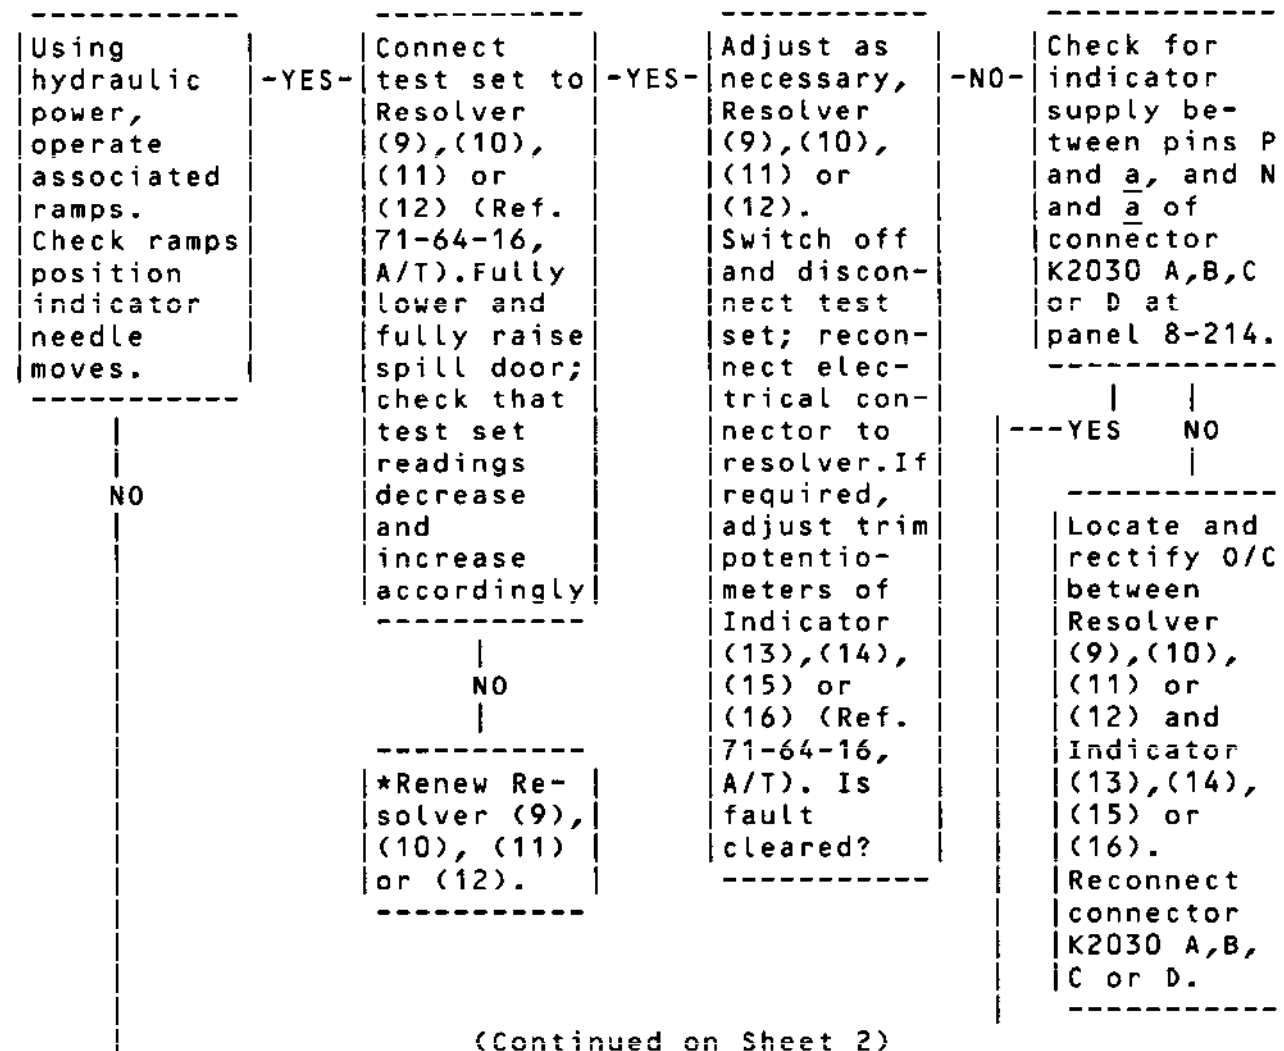 Using
hydraulic
power,
operate
associated
ramps.
Check ramps
position
indicator
needle
moves.
-YES-
NO
Connect
test set to
Resolver
(9),(10),
(11) or
(12) (Ref.
71-64-16,
A/T).Fully
lower and
fully raise
spill door;
check that
test set
readings
decrease
and
increase
accordingly
-YES-
NO
*Renew Re-
solver (9),
(10), (11)
or (12).
Adjust as
necessary,
Resolver
(9),(10),
(11) or
(12).
Switch off
and discon-
nect test
set; recon-
nect elec-
trical con-
nector to
resolver.If
required,
adjust trim
potentio-
meters of
Indicator
(13),(14),
(15) or
(16) (Ref.
71-64-16,
A/T). Is
fault
cleared?
-NO-
Check for
indicator
supply be-
tween pins P
and a, and N
and a of
connector
K2030 A,B,C
or D at
panel 8-214.
---YES NO
Locate and
rectify O/C
between
Resolver
(9),(10),
(11) or
(12) and
Indicator
(13),(14),
(15) or
(16).
Reconnect
connector
K2030 A,B,
C or D.
(Continued on Sheet 2)